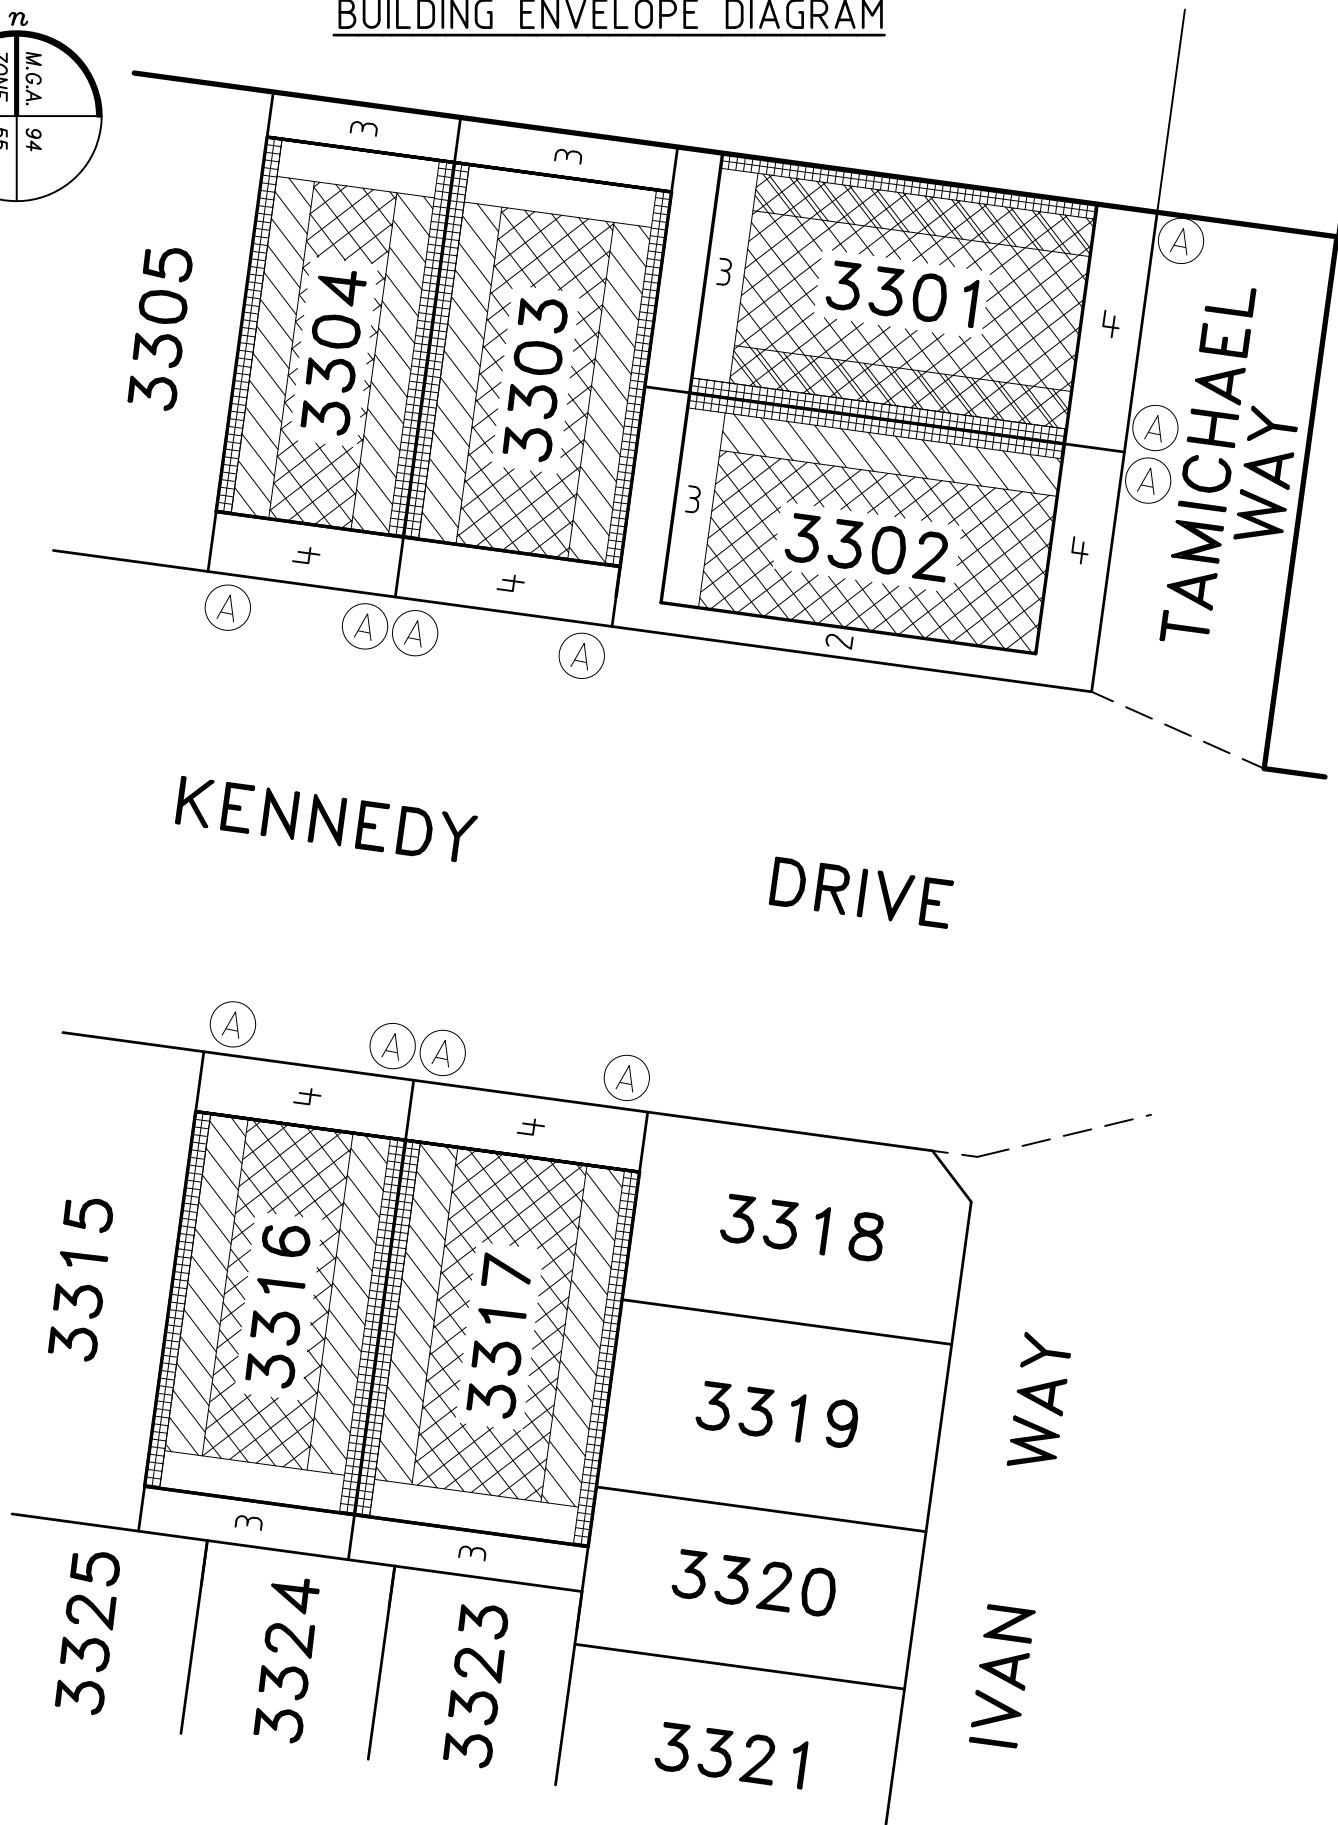 BUILDING ENVELOPE DIAGRAM
n
M.G.A. 94
ZONE 55
3
3
3305
3304
3303
3
3301
4
A
3
3302
4
A
A
2
TAMICHAEL
WAY
4
4
A
A
A
A
KENNEDY DRIVE
A
A
A
A
4
4
3315
3316
3317
3318
3319
3320
3321
3
3
3325
3324
3323
IVAN WAY